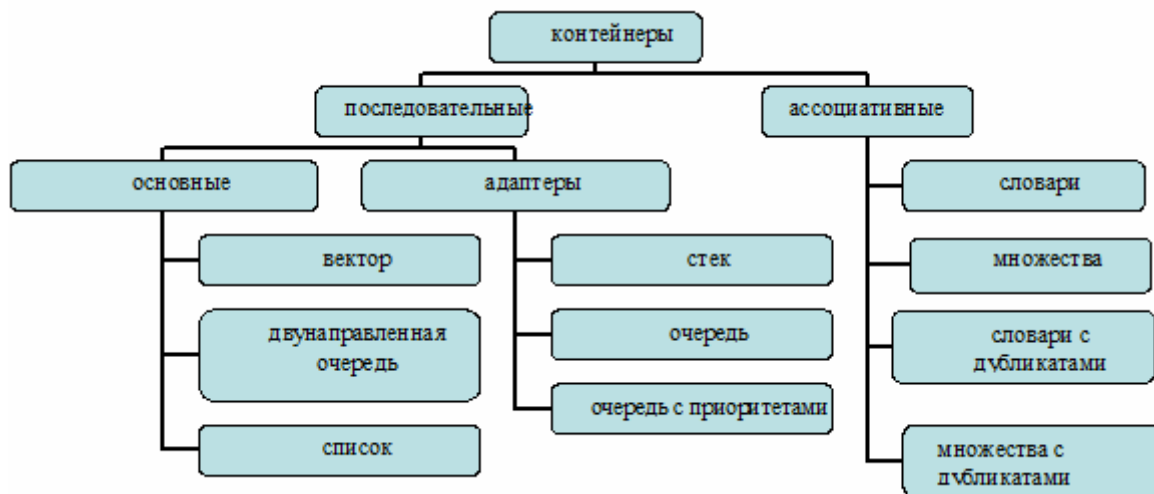 контейнеры
последовательные
ассоциативные
основные
адаптеры
словари
вектор
стек
множества
двунаправленная
очередь
очередь
словари с
дубликатами
очередь с приоритетами
список
множества с
дубликатами